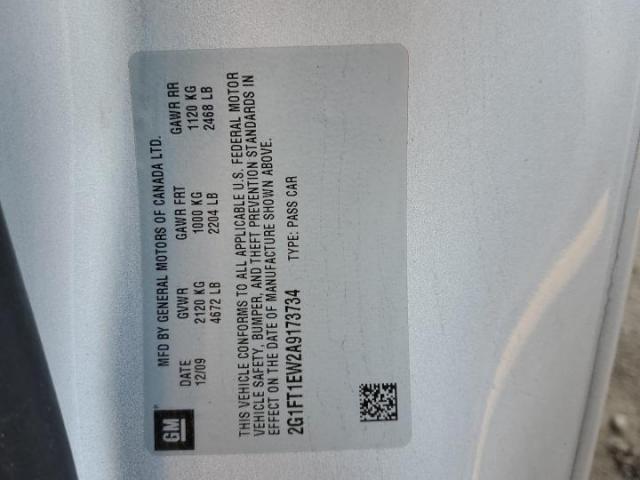 GM
MFD BY GENERAL MOTORS OF CANADA LTD.
DATE GVWR GAWR FRT GAWR RR
12/09 2120 KG 1000 KG 1120 KG
4672 LB 2204 LB 2468 LB
THIS VEHICLE CONFORMS TO ALL APPLICABLE U.S. FEDERAL MOTOR
VEHICLE SAFETY, BUMPER, AND THEFT PREVENTION STANDARDS IN
EFFECT ON THE DATE OF MANUFACTURE SHOWN ABOVE.
2G1FT1EW2A9173734 TYPE: PASS CAR